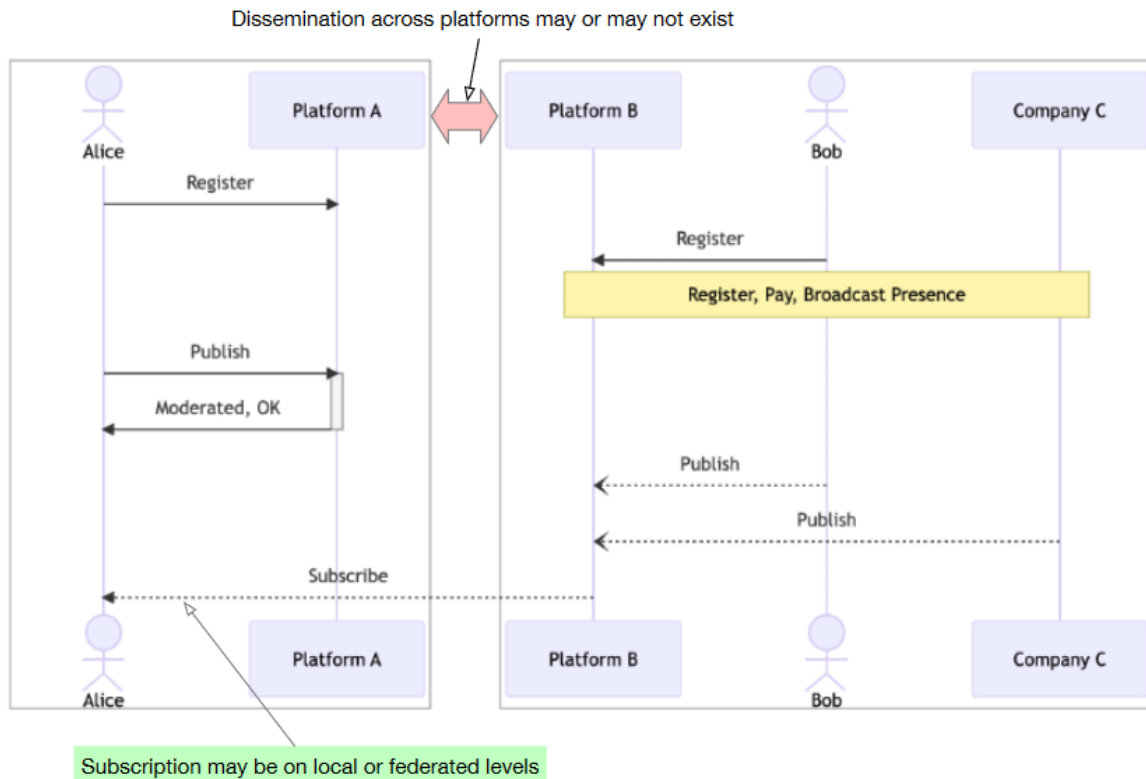 Dissemination across platforms may or may not exist
Alice
Platform A
Platform B
Bob
Company C
Register
Register
Register, Pay, Broadcast Presence
Publish
Moderated, OK
Publish
Publish
Subscribe
Alice
Platform A
Platform B
Bob
Company C
Subscription may be on local or federated levels